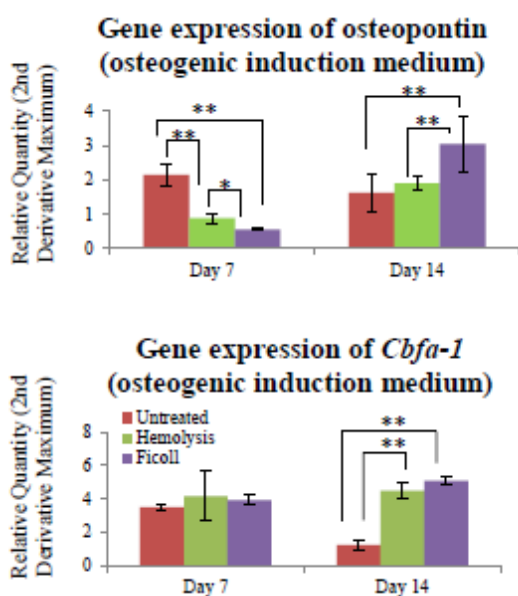 Gene expression of osteopontin
(osteogenic induction medium)
Relative Quantity (2nd
Derivative Maximum)
4
3
2
1
0
**
**
*
**
**
Day 7
Day 14
Gene expression of Cbfa-1
(osteogenic induction medium)
Relative Quantity (2nd
Derivative Maximum)
8
6
4
2
0
Untreated
Hemolysis
Ficoll
**
**
Day 7
Day 14